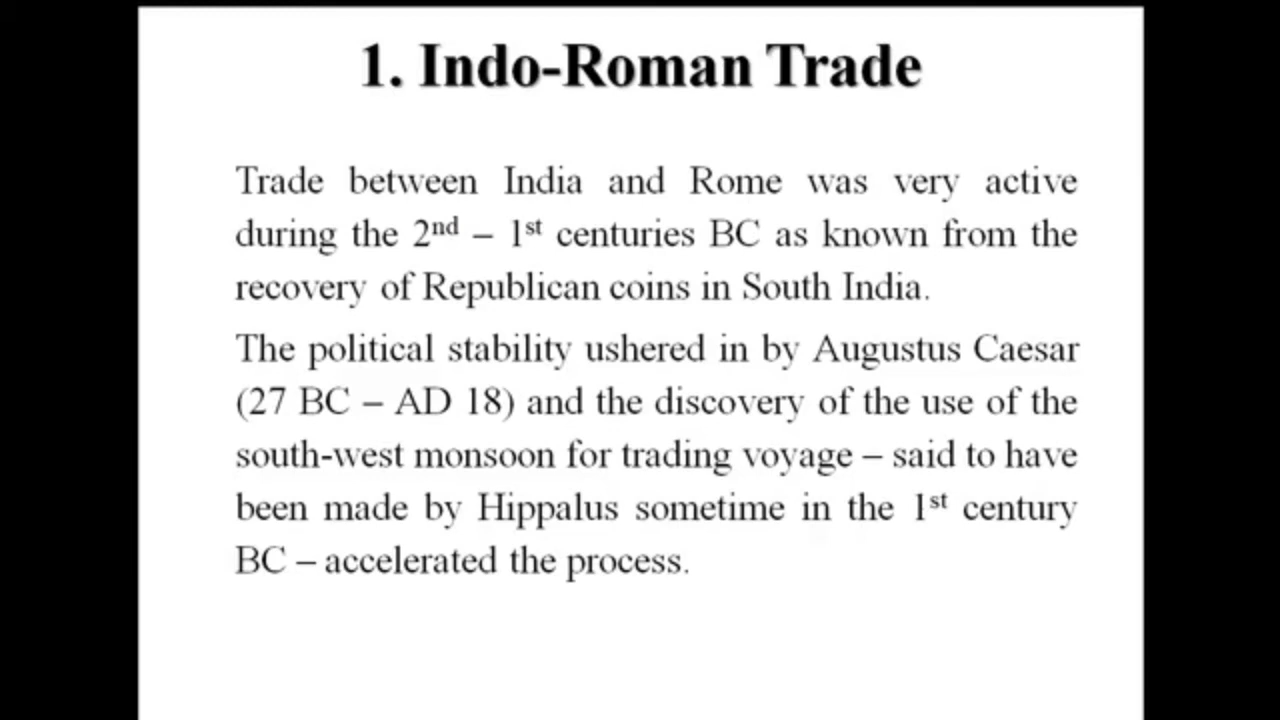 1. Indo-Roman Trade
Trade between India and Rome was very active
during the 2nd – 1st centuries BC as known from the
recovery of Republican coins in South India.
The political stability ushered in by Augustus Caesar
(27 BC – AD 18) and the discovery of the use of the
south-west monsoon for trading voyage – said to have
been made by Hippalus sometime in the 1st century
BC – accelerated the process.